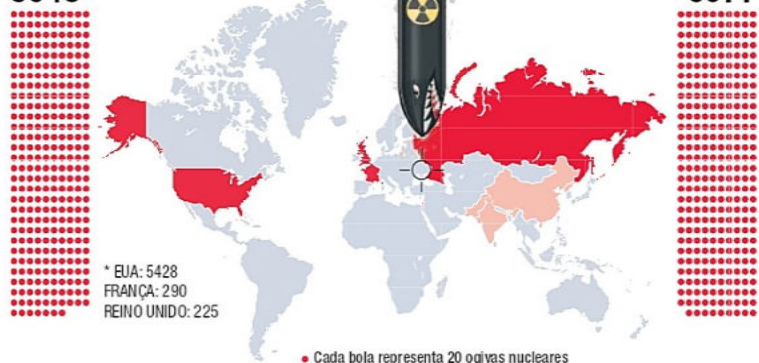 * EUA: 5428
FRANÇA: 290
REINO UNIDO: 225
• Cada bola representa 20 ogivas nucleares